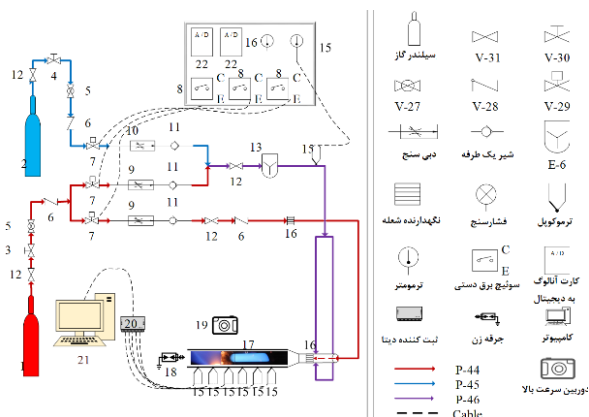 A/D
A/D
16
15
22
22
8
8
8
C
C
C
E
E
E
12
4
5
6
2
7
10
11
13
15
12
9
11
7
5
6
9
11
7
12
6
16
3
12
1
19
20
21
17
16
18
15
15
15
15
15
15
سیلندر گاز
V-31
V-30
V-27
V-28
V-29
دبی سنج
شیر یک طرفه
E-6
نگهدارنده شعله
فشارسنج
ترموکوپل
C
E
A/D
ترمومتر
سوئیچ برق دستی
کارت آنالوگ
به دیجیتال
ثبت کننده دیتا
جرقه زن
کامپیوتر
P-44
P-45
P-46
Cable
دوربین سرعت بالا